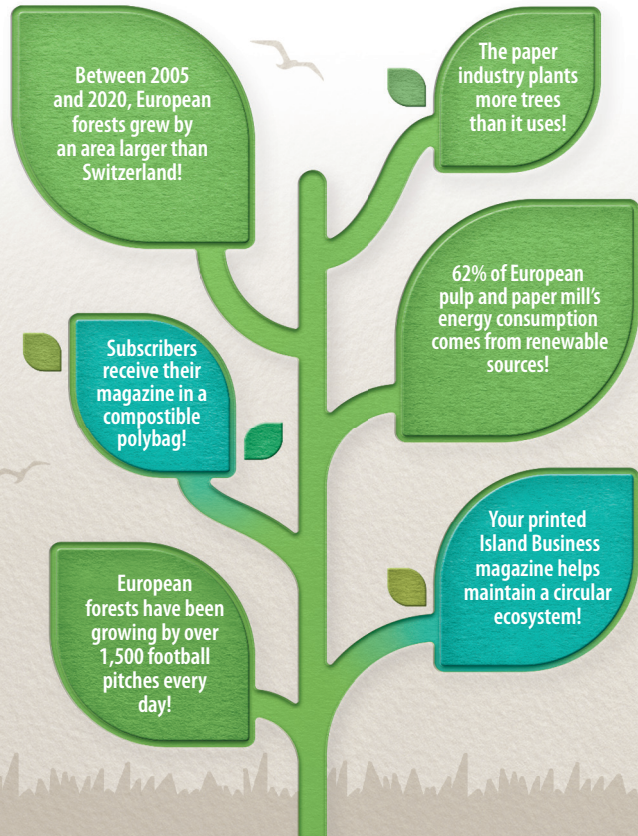 Between 2005
and 2020, European
forests grew by
an area larger than
Switzerland!
The paper
industry plants
more trees
than it uses!
62% of European
pulp and paper mill's
energy consumption
comes from renewable
sources!
Subscribers
receive their
magazine in a
compostible
polybag!
Your printed
Island Business
magazine helps
maintain a circular
ecosystem!
European
forests have been
growing by over
1,500 football
pitches every
day!